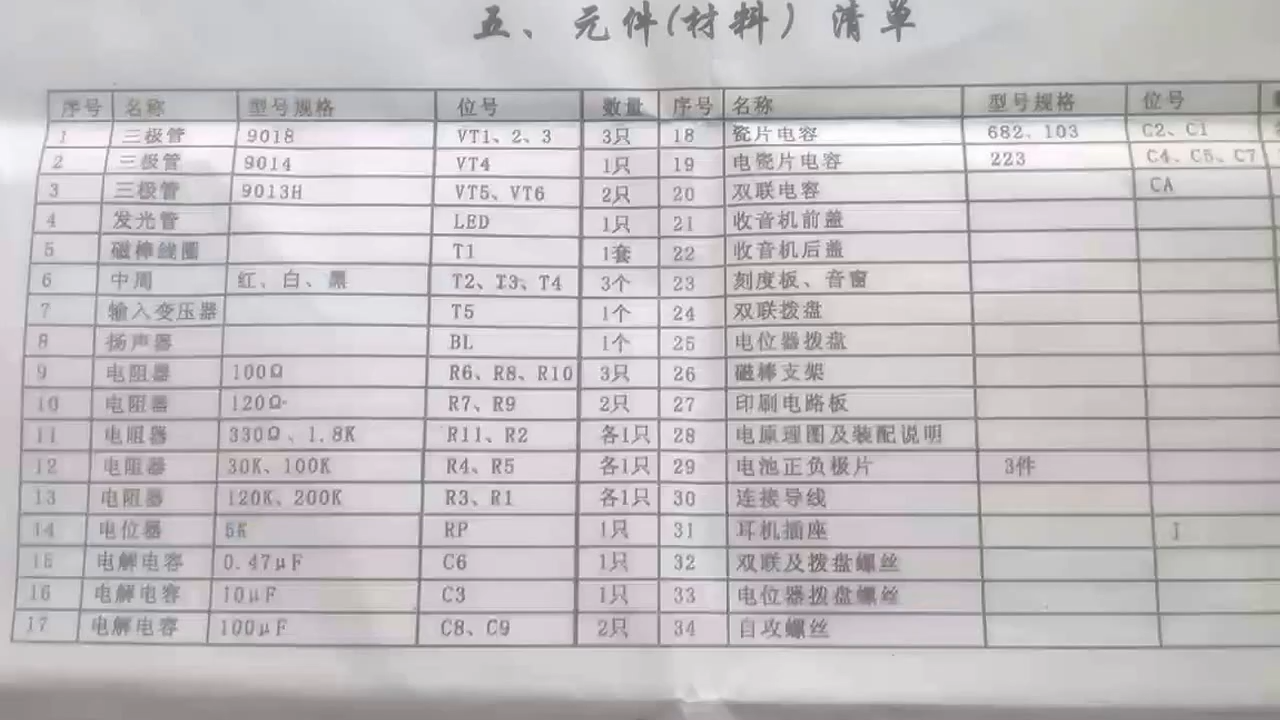 五、元件(材料)清单
序号 名称 型号规格 位号 数量 序号 名称 型号规格 位号
1 三极管 9018 VT1、2、3 3只 18 瓷片电容 682、103 C2、C1
2 三极管 9014 VT4 1只 19 电瓷片电容 223 C4、C5、C7
3 三极管 9013H VT5、VT6 2只 20 双联电容 CA
4 发光管 LED 1只 21 收音机前盖
5 磁棒线圈 T1 1套 22 收音机后盖
6 中周 红、白、黑 T2、T3、T4 3个 23 刻度板、音窗
7 输入变压器 T5 1个 24 双联拨盘
8 扬声器 BL 1个 25 电位器拨盘
9 电阻器 100Ω R6、R8、R10 3只 26 磁棒支架
10 电阻器 120Ω R7、R9 2只 27 印刷电路板
11 电阻器 330Ω、1.8K R11、R2 各1只 28 电原理图及装配说明
12 电阻器 30K、100K R4、R5 各1只 29 电池正负极片 3件
13 电阻器 120K、200K R3、R1 各1只 30 连接导线
14 电位器 5K RP 1只 31 耳机插座 J
15 电解电容 0.47μF C6 1只 32 双联及拨盘螺丝
16 电解电容 10μF C3 1只 33 电位器拨盘螺丝
17 电解电容 100μF C8、C9 2只 34 自攻螺丝